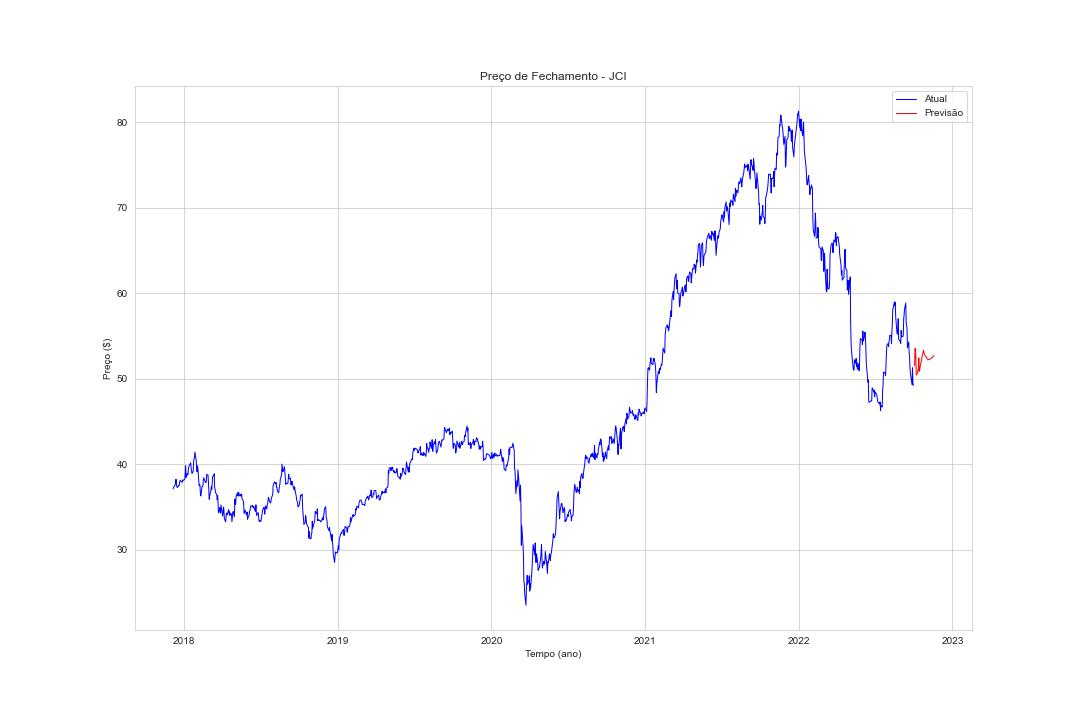 Preço de Fechamento - JCI
Atual
Previsão
80
70
60
50
40
30
Preço ($)
2018 2019 2020 2021 2022 2023
Tempo (ano)